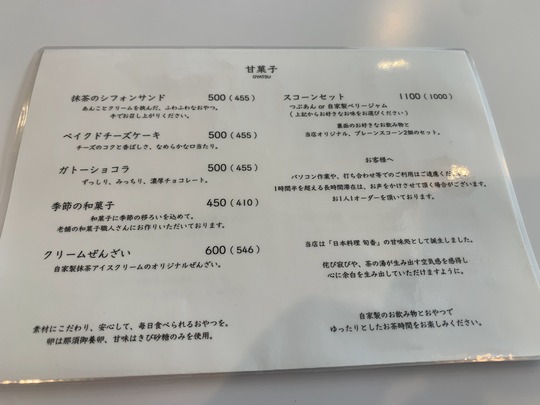 甘菓子
OYATSU
抹茶のシフォンサンド 500 (455)
あんことクリームを挟んだ、ふわふわなおやつ。
手でお召し上がりください。
ベイクドチーズケーキ 500 (455)
チーズのコクと香ばしさ、なめらかな口当たり。
ガトーショコラ 500 (455)
ずっしり、みっちり、濃厚チョコレート。
季節の和菓子 450 (410)
和菓子に季節の移ろいを込めて。
老舗の和菓子職人さんにお作りいただいております。
クリームぜんざい 600 (546)
自家製抹茶アイスクリームのオリジナルぜんざい。
素材にこだわり、安心して、毎日食べられるおやつを。
卵は那須御養卵、甘味はきび砂糖のみを使用。
スコーンセット 1100 (1000)
つぶあん or 自家製ベリージャム
(上記からお好きなお味をお選びください)
裏面のお好きなお飲み物と
当店オリジナル、プレーンスコーン2個のセット。
お客様へ
パソコン作業や、打ち合わせ等でのご利用はご遠慮ください。
1時間半を超える長時間滞在は、お声をかけさせて頂く場合がございます。
お1人1オーダーを頂いております。
当店は「日本料理 旬香」の甘味処として誕生しました。
侘び寂びや、茶の湯が生み出す空気感を感得し
心に余白を生み出していただけますように。
自家製のお飲み物とおやつで
ゆったりとしたお茶時間をお楽しみください。